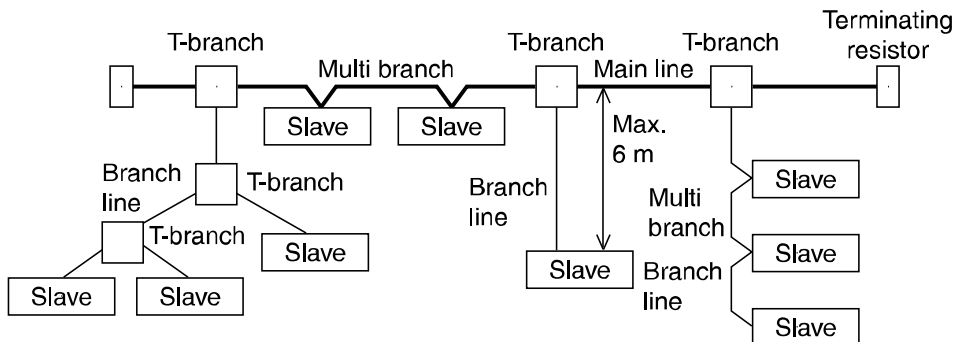 T-branch
Multi branch
T-branch
Main line
T-branch
Terminating
resistor
Slave
Slave
Max.
6 m
Branch
line
T-branch
T-branch
Slave
Slave
Slave
Branch
line
Slave
Slave
Multi
branch
Slave
Branch
line
Slave